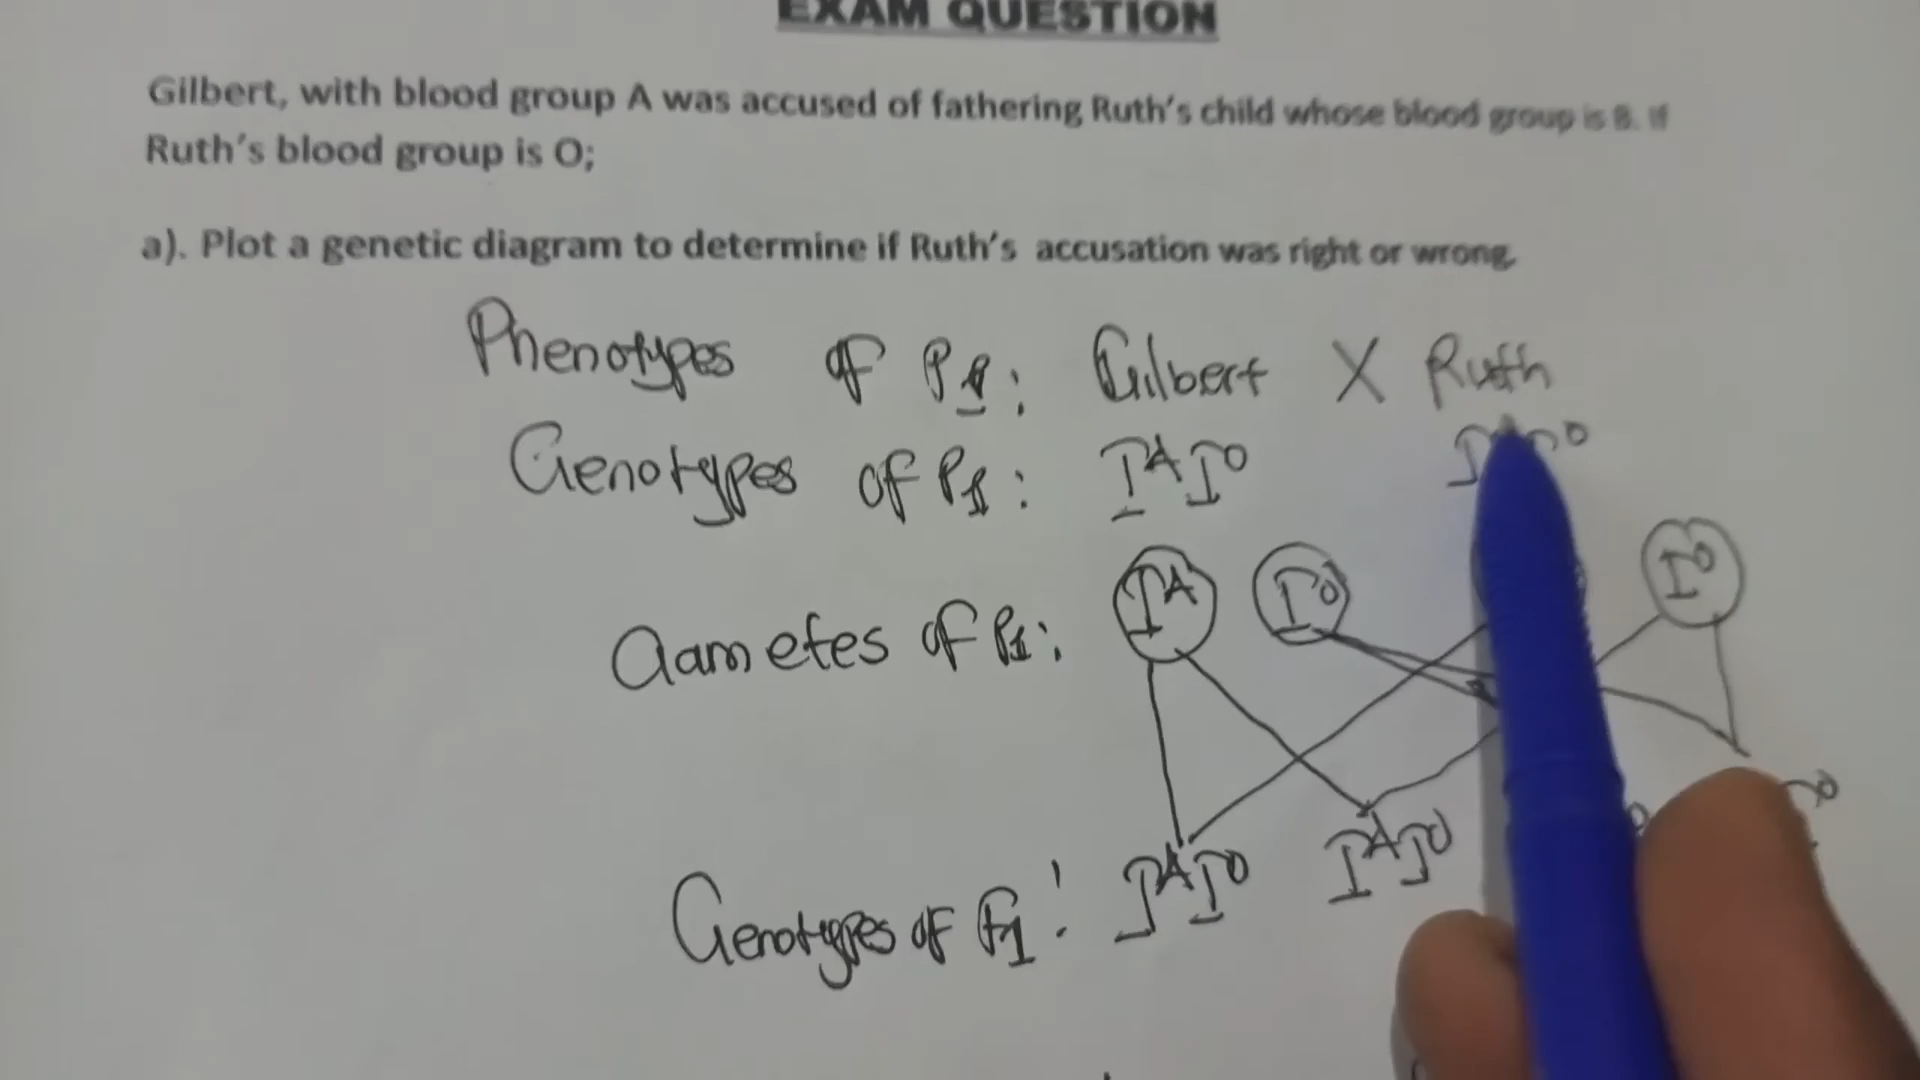 EXAM QUESTION
Gilbert, with blood group A was accused of fathering Ruth's child whose blood group is B. If
Ruth's blood group is O;
a). Plot a genetic diagram to determine if Ruth's accusation was right or wrong.
Phenotypes of P1: Gilbert X Ruth
Genotypes of P1: IᴬIᴼ
Gametes of P1: Iᴬ Iᴼ Iᴼ
Genotypes of F1: IᴬIᴼ IᴬIᴼ